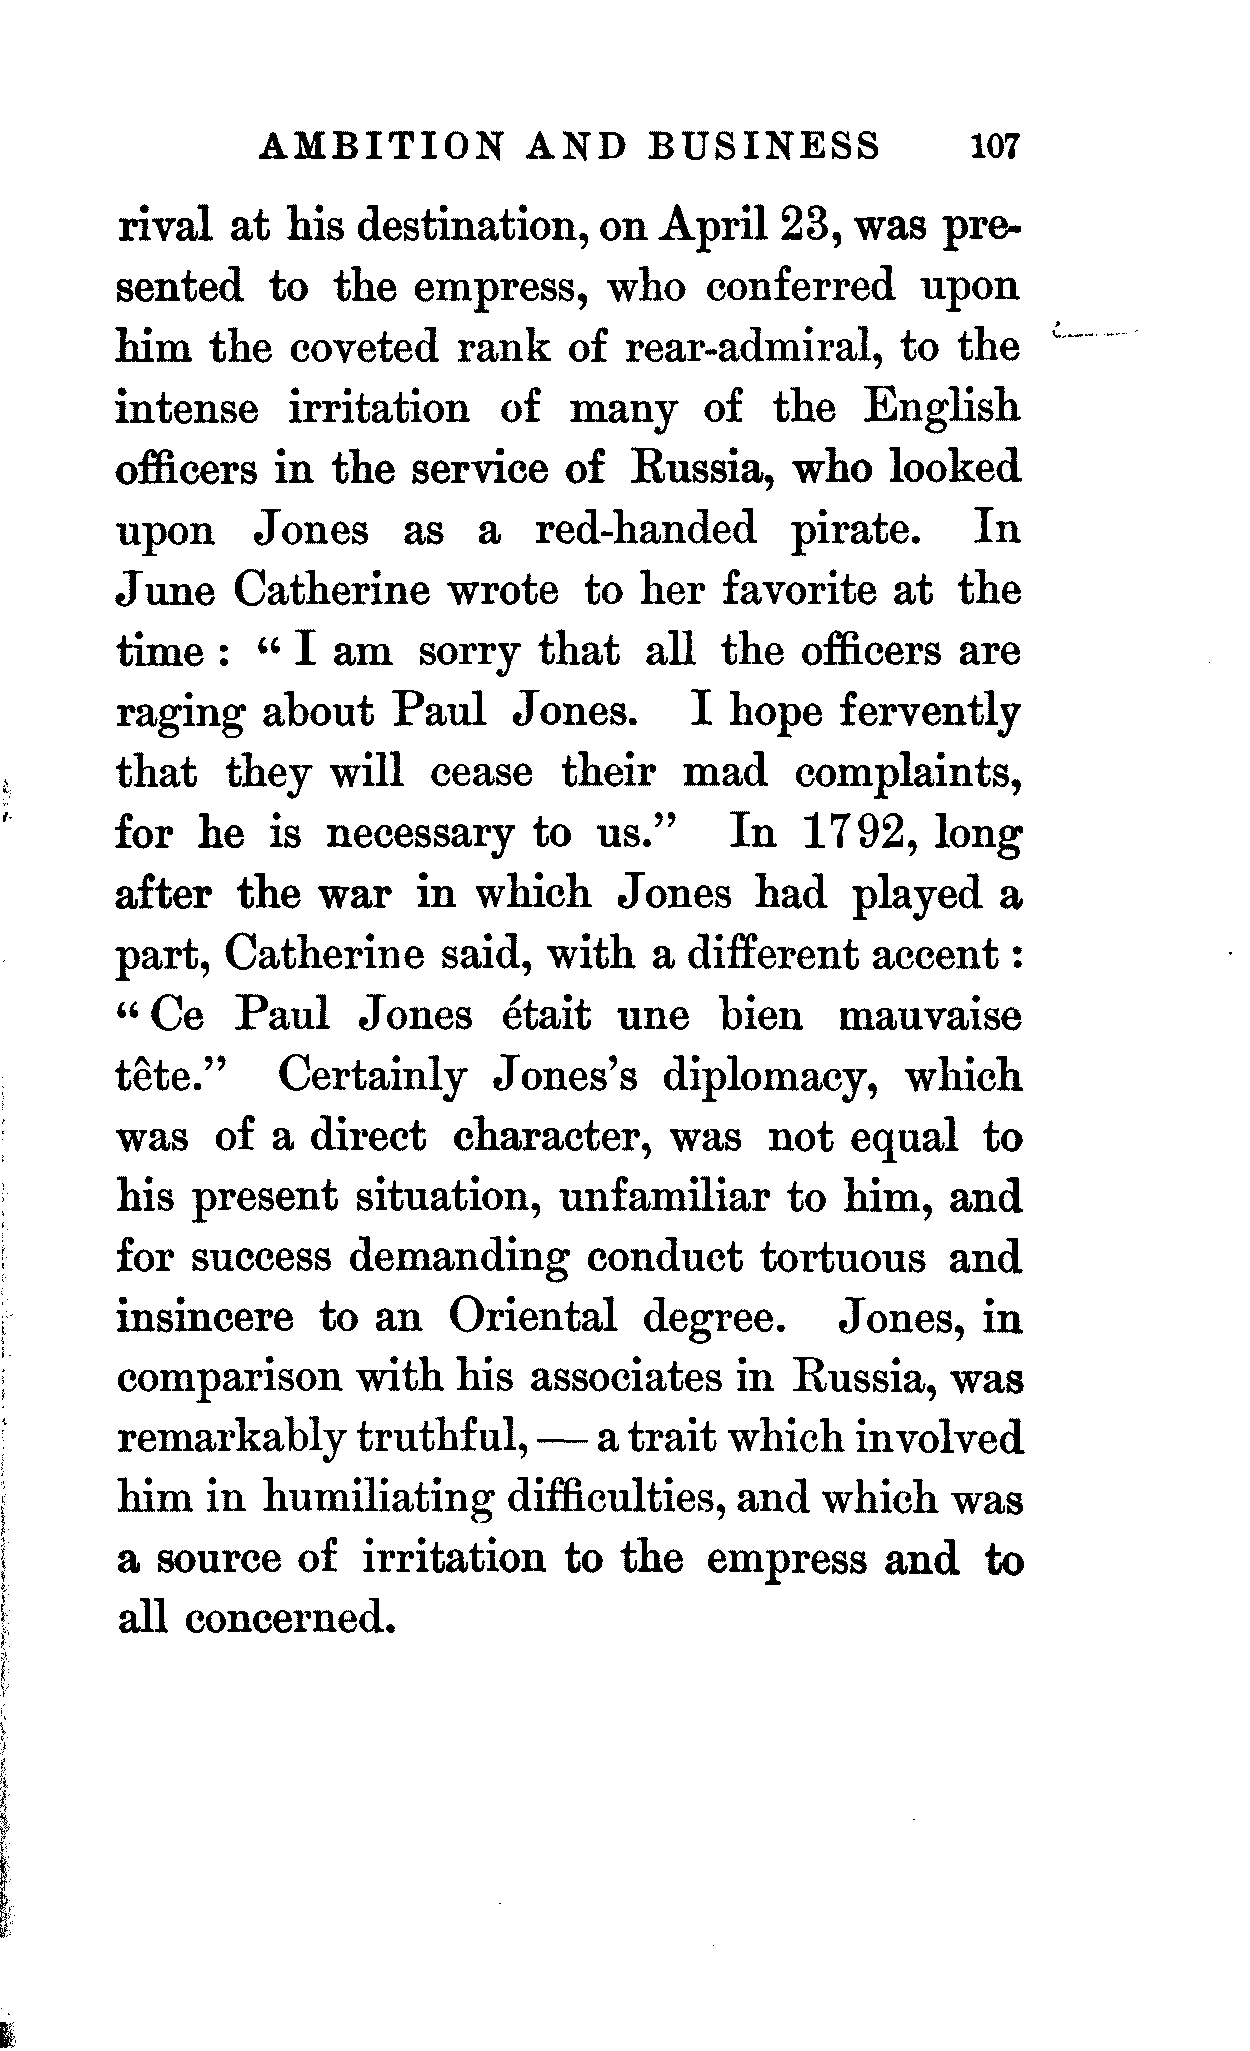 AMBITION AND BUSINESS 107
rival at his destination, on April 23, was pre-
sented to the empress, who conferred upon
him the coveted rank of rear-admiral, to the
intense irritation of many of the English
officers in the service of Russia, who looked
upon Jones as a red-handed pirate. In
June Catherine wrote to her favorite at the
time : “ I am sorry that all the officers are
raging about Paul Jones. I hope fervently
that they will cease their mad complaints,
for he is necessary to us.” In 1792, long
after the war in which Jones had played a
part, Catherine said, with a different accent :
“ Ce Paul Jones était une bien mauvaise
tête.” Certainly Jones’s diplomacy, which
was of a direct character, was not equal to
his present situation, unfamiliar to him, and
for success demanding conduct tortuous and
insincere to an Oriental degree. Jones, in
comparison with his associates in Russia, was
remarkably truthful, — a trait which involved
him in humiliating difficulties, and which was
a source of irritation to the empress and to
all concerned.